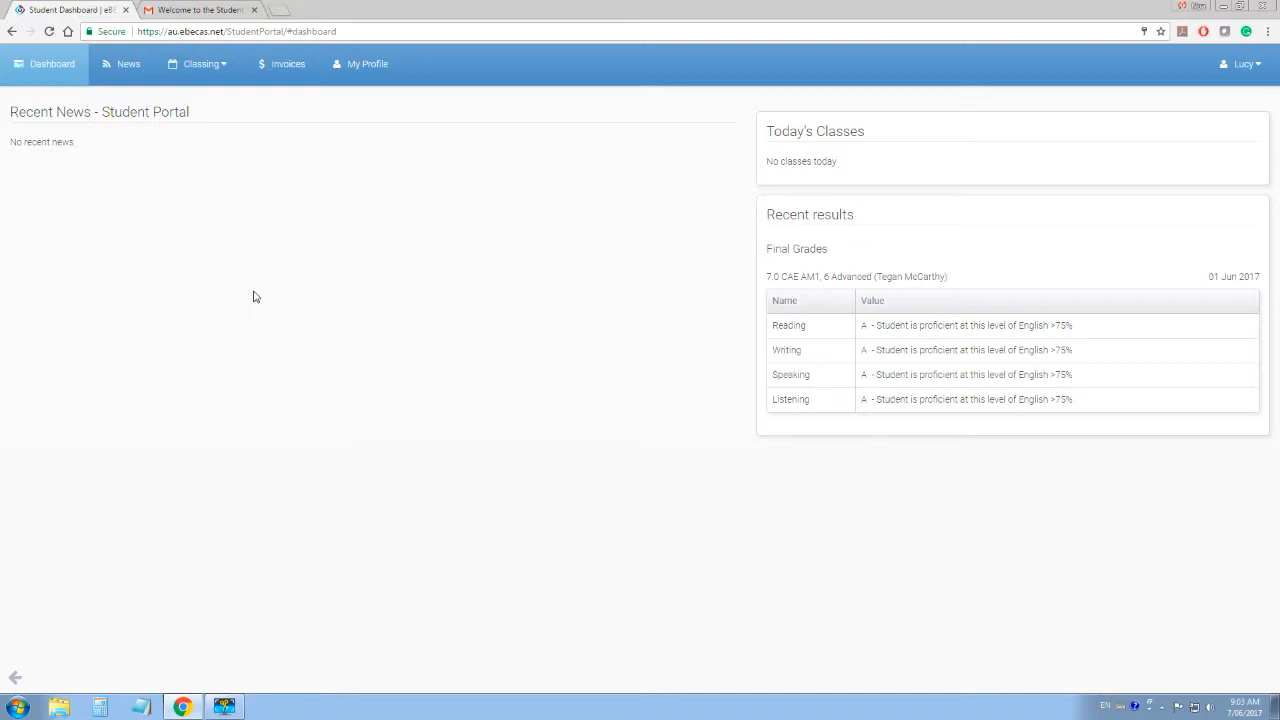 Student Dashboard | eBE
Welcome to the Student
Secure https://au.ebecas.net/StudentPortal/#dashboard
Dashboard News Classing Invoices My Profile Lucy
Recent News - Student Portal
No recent news
Today's Classes
No classes today
Recent results
Final Grades
7.0 CAE AM1, 6 Advanced (Tegan McCarthy) 01 Jun 2017
Name Value
Reading A - Student is proficient at this level of English >75%
Writing A - Student is proficient at this level of English >75%
Speaking A - Student is proficient at this level of English >75%
Listening A - Student is proficient at this level of English >75%
EN
9:03 AM
7/06/2017